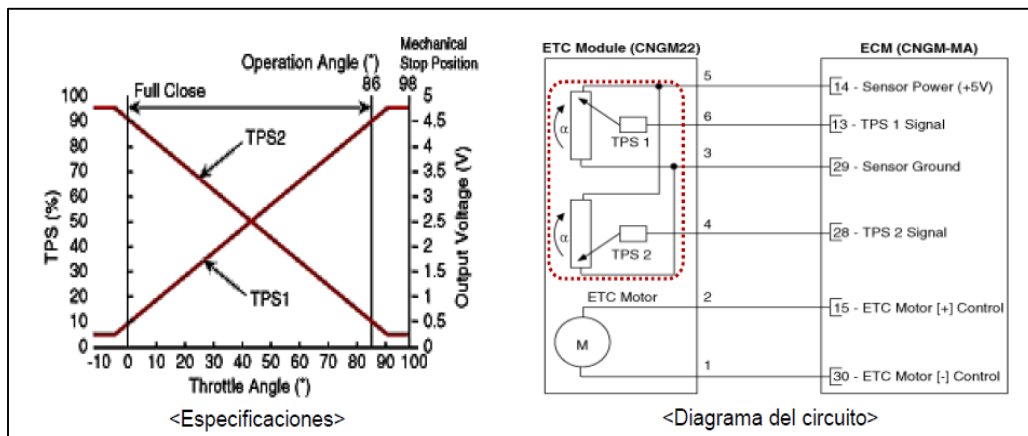 Operation Angle (°)
Mechanical
Stop Position
86
98
Full Close
TPS (%)
100
90
80
70
60
50
40
30
20
10
0
TPS2
TPS1
5
4.5
4
3.5
3
2.5
2
1.5
1
0.5
0
Output Voltage (V)
-10 0 10 20 30 40 50 60 70 80 90 100
Throttle Angle (°)
<Especificaciones>
ETC Module (CNGM22)
ECM (CNGM-MA)
5
14 - Sensor Power (+5V)
6
13 - TPS 1 Signal
α
TPS 1
3
29 - Sensor Ground
4
28 - TPS 2 Signal
α
TPS 2
ETC Motor
2
15 - ETC Motor [+] Control
M
1
30 - ETC Motor [-] Control
<Diagrama del circuito>